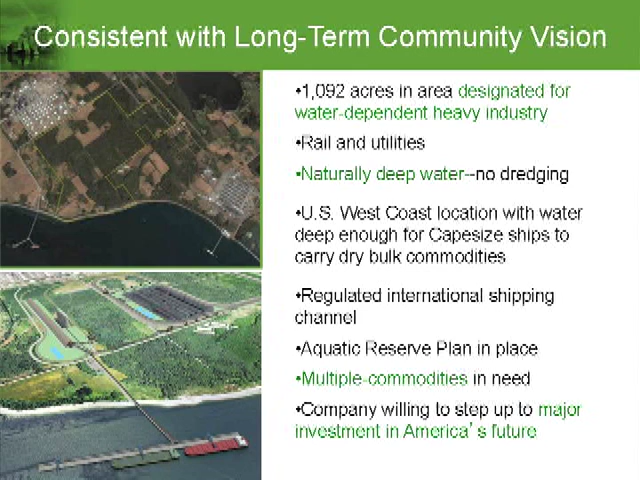 Consistent with Long-Term Community Vision
•1,092 acres in area designated for
water-dependent heavy industry
•Rail and utilities
•Naturally deep water--no dredging
•U.S. West Coast location with water
deep enough for Capesize ships to
carry dry bulk commodities
•Regulated international shipping
channel
•Aquatic Reserve Plan in place
•Multiple-commodities in need
•Company willing to step up to major
investment in America’s future